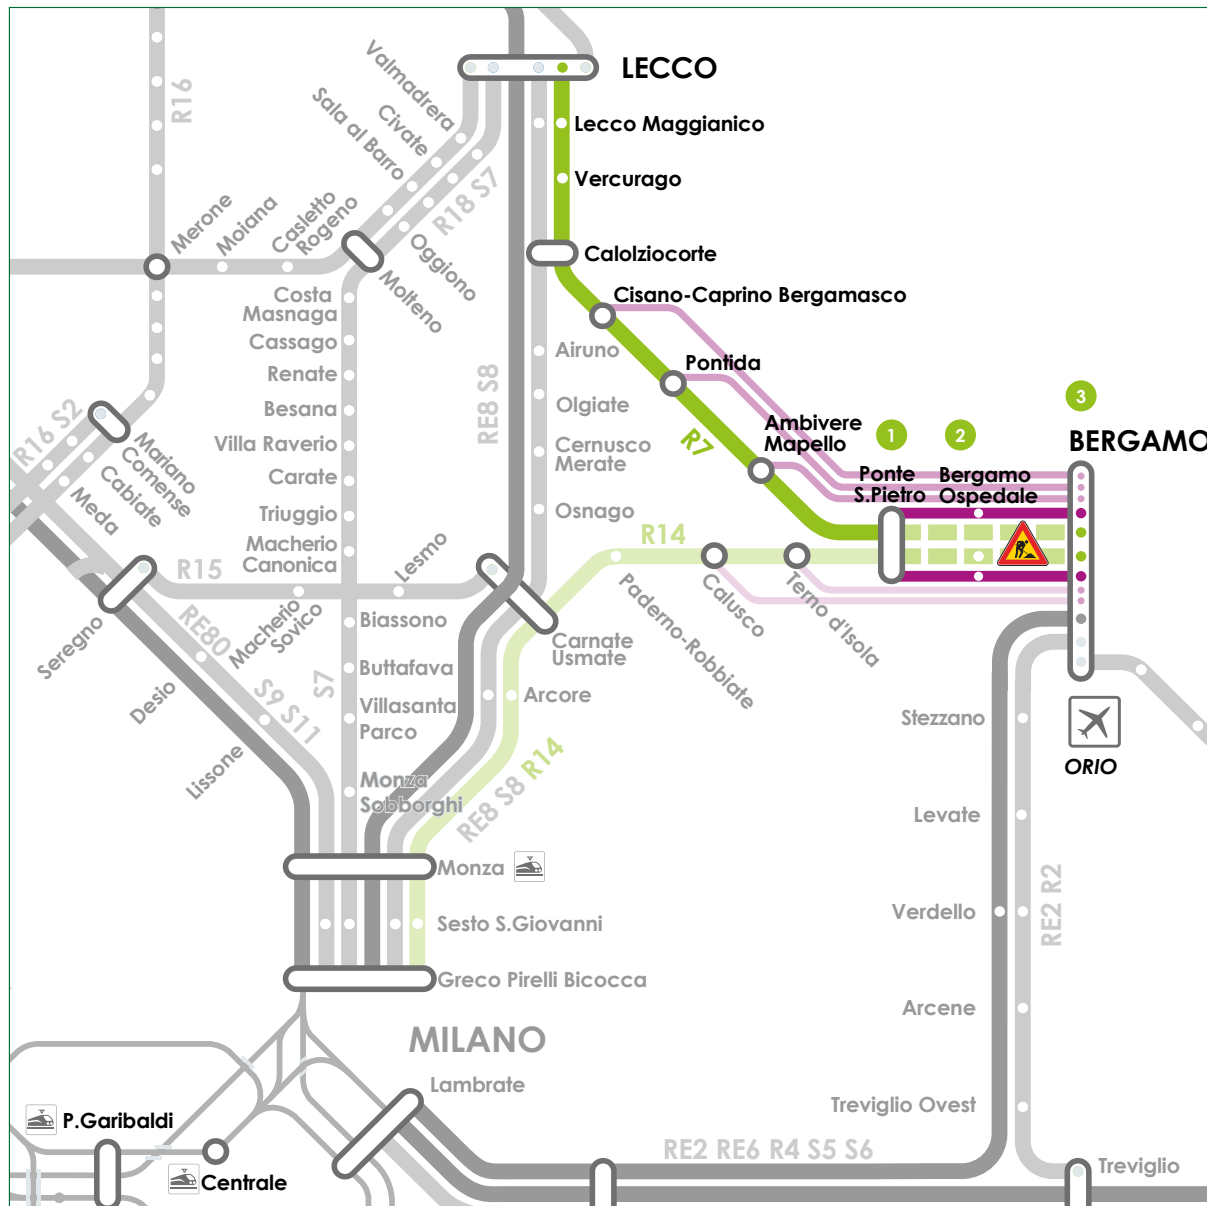 LECCO
Valmadrera
Civate
Sala al Barro
R16
Lecco Maggianico
Vercurago
R18 S7
Merone
Moiana
Casletto
Rogeno
Oggiono
Molteno
Calolziocorte
Cisano-Caprino Bergamasco
Costa
Masnaga
Cassago
Renate
Besana
Villa Raverio
Carate
Triuggio
Macherio
Canonica
Airuno
RE8 S8
Olgiate
Cernusco
Merate
Osnago
Pontida
R7
Ambivere
Mapello
1
Ponte
S.Pietro
2
Bergamo
Ospedale
3
BERGAMO
R16 S2
Mariano
Comense
Cabiate
Meda
R15
Lesmo
R14
Paderno-Robbiate
Calusco
Terno d'Isola
Seregno
RE80
Macherio
Sovico
Biassono
Carnate
Usmate
Desio
S9 S11
S7
Buttafava
Villasanta
Parco
Arcore
Lissone
Monza
Sobborghi
RE8 S8 R14
Stezzano
ORIO
Levate
Monza
Sesto S.Giovanni
Verdello
RE2 R2
Greco Pirelli Bicocca
Arcene
MILANO
Lambrate
Treviglio Ovest
P.Garibaldi
Centrale
RE2 RE6 R4 S5 S6
Treviglio